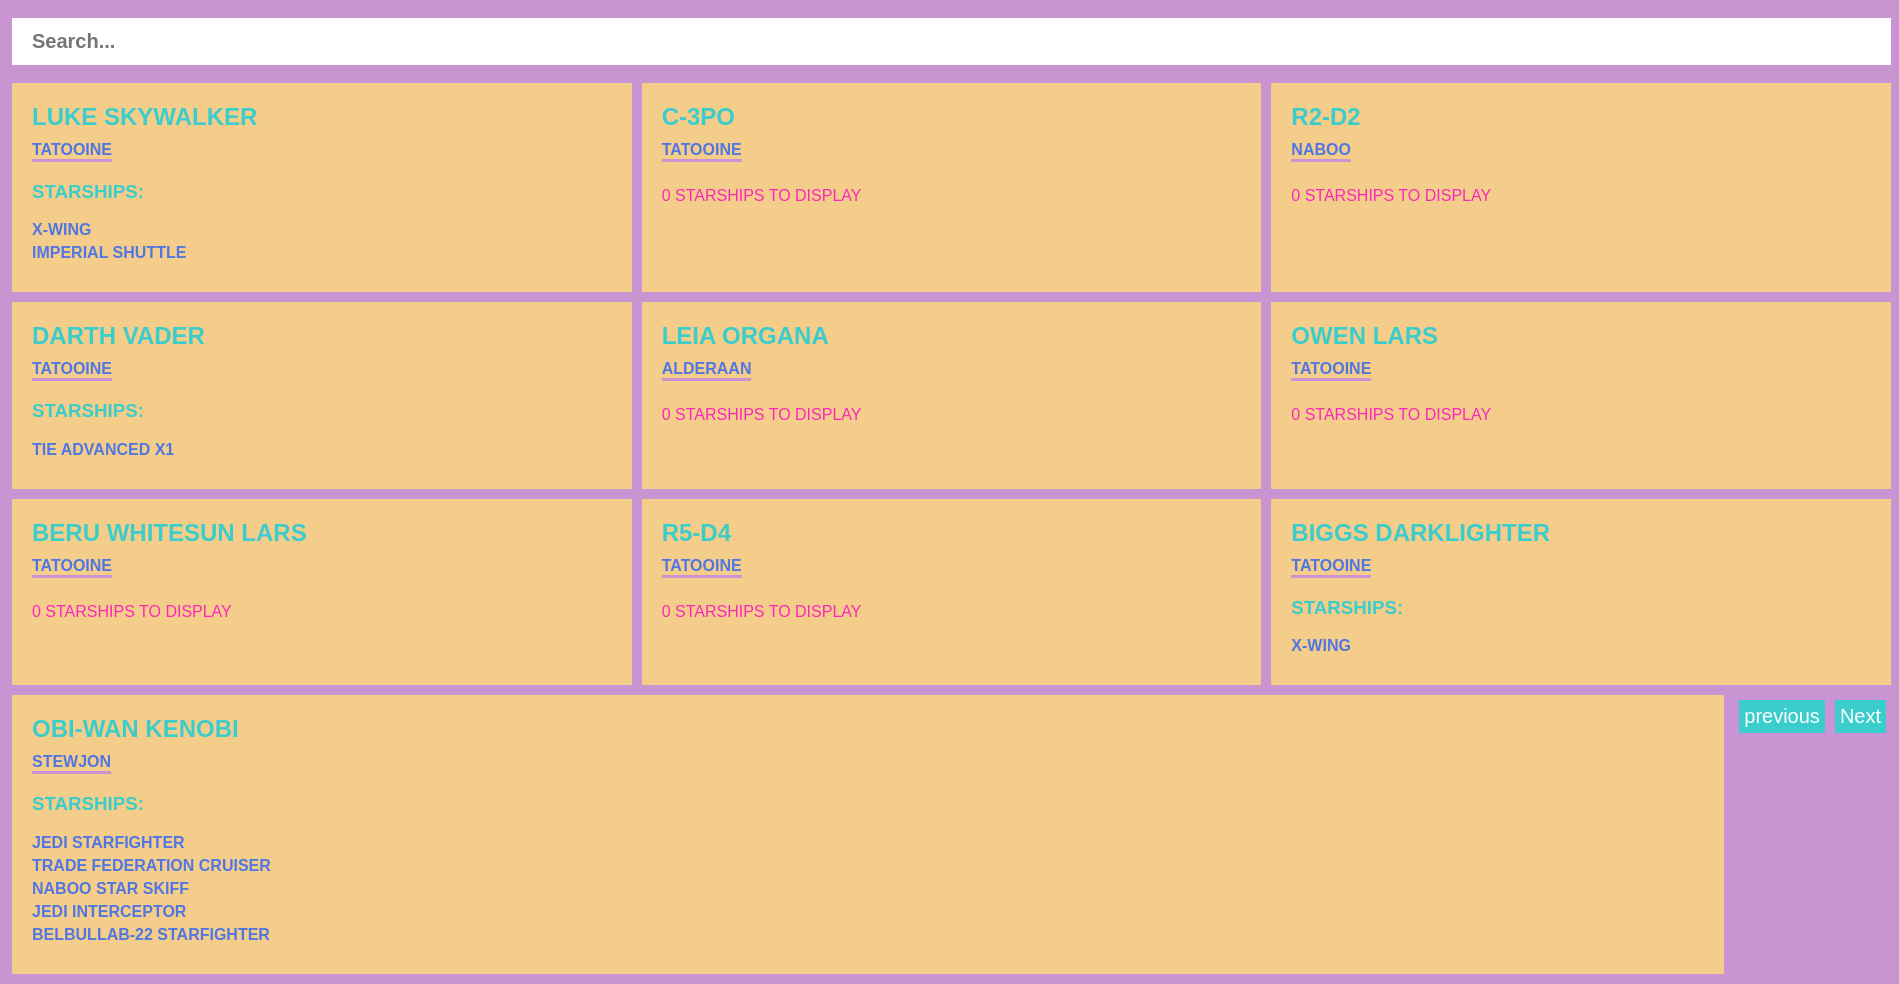 Search...
LUKE SKYWALKER
TATOOINE
STARSHIPS:
X-WING
IMPERIAL SHUTTLE
C-3PO
TATOOINE
0 STARSHIPS TO DISPLAY
R2-D2
NABOO
0 STARSHIPS TO DISPLAY
DARTH VADER
TATOOINE
STARSHIPS:
TIE ADVANCED X1
LEIA ORGANA
ALDERAAN
0 STARSHIPS TO DISPLAY
OWEN LARS
TATOOINE
0 STARSHIPS TO DISPLAY
BERU WHITESUN LARS
TATOOINE
0 STARSHIPS TO DISPLAY
R5-D4
TATOOINE
0 STARSHIPS TO DISPLAY
BIGGS DARKLIGHTER
TATOOINE
STARSHIPS:
X-WING
OBI-WAN KENOBI
STEWJON
STARSHIPS:
JEDI STARFIGHTER
TRADE FEDERATION CRUISER
NABOO STAR SKIFF
JEDI INTERCEPTOR
BELBULLAB-22 STARFIGHTER
previous
Next